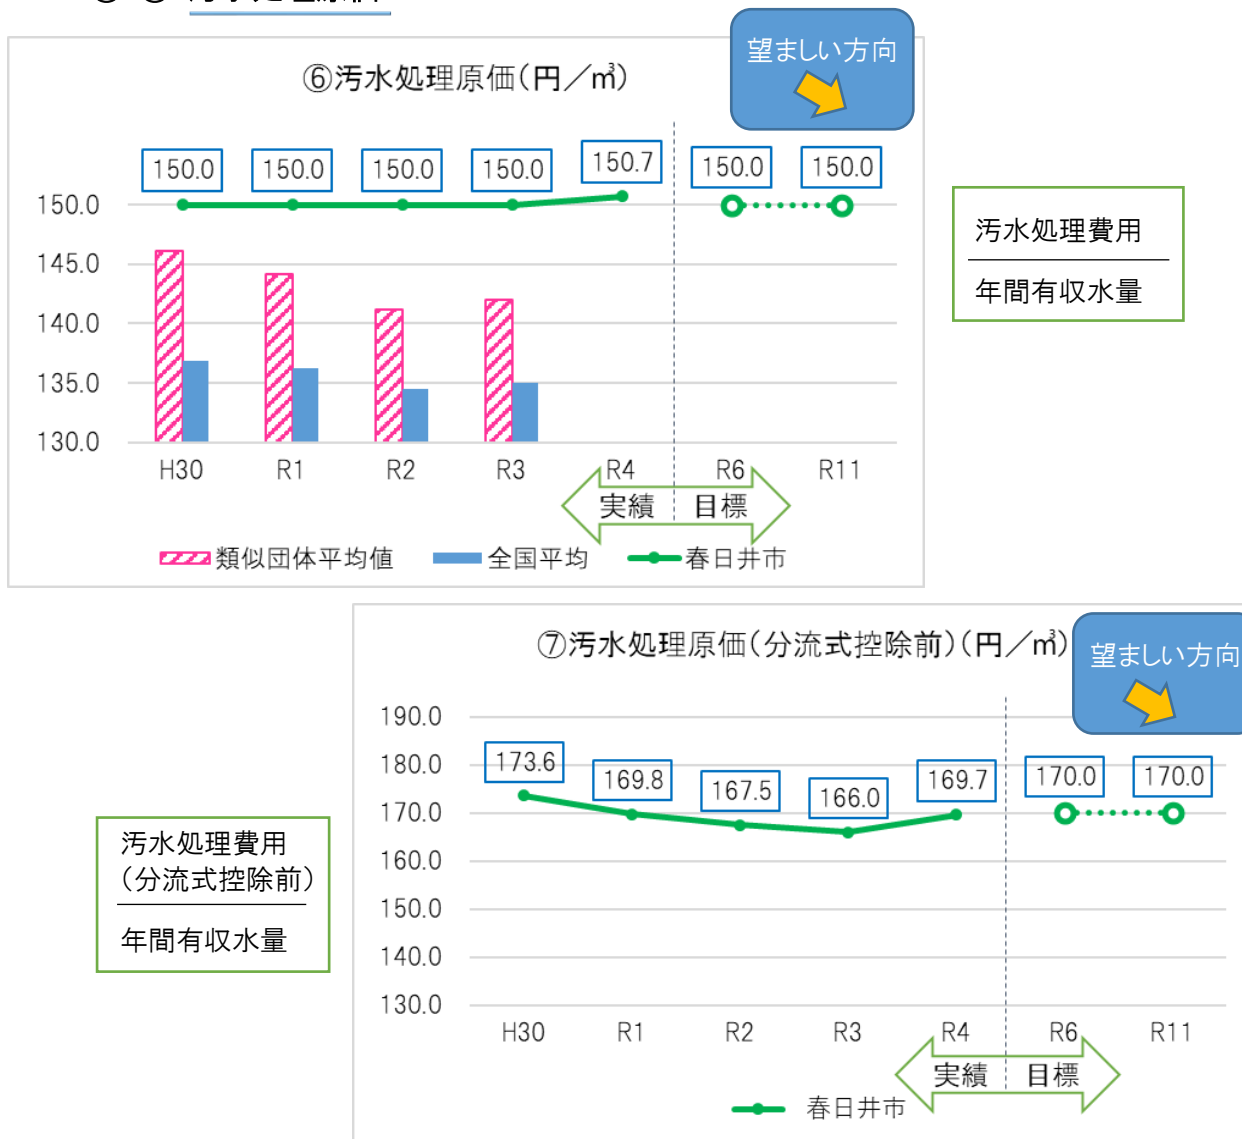 汚水処理原価
望ましい方向
⑥汚水処理原価（円／㎥）
150.0 150.0 150.0 150.0 150.7 150.0 150.0
150.0
145.0
140.0
135.0
130.0
H30 R1 R2 R3 R4 R6 R11
実績 目標
類似団体平均値 全国平均 春日井市
汚水処理費用
年間有収水量
⑦汚水処理原価（分流式控除前）（円／㎥）
望ましい方向
190.0
180.0
170.0
160.0
150.0
140.0
130.0
173.6 169.8 167.5 166.0 169.7 170.0 170.0
H30 R1 R2 R3 R4 R6 R11
実績 目標
春日井市
汚水処理費用
（分流式控除前）
年間有収水量